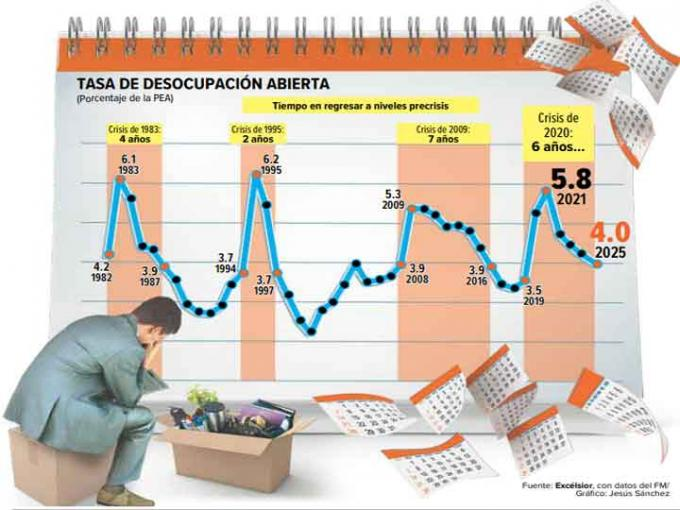 TASA DE DESOCUPACIÓN ABIERTA
(Porcentaje de la PEA)
Tiempo en regresar a niveles precrisis
Crisis de 1983:
4 años
Crisis de 1995:
2 años
Crisis de 2009:
7 años
Crisis de
2020:
6 años...
6.1
1983
6.2
1995
5.3
2009
5.8
2021
4.0
2025
4.2
1982
3.9
1987
3.7
1994
3.7
1997
3.9
2008
3.9
2016
3.5
2019
Fuente: Excélsior, con datos del FM/
Gráfico: Jesús Sánchez